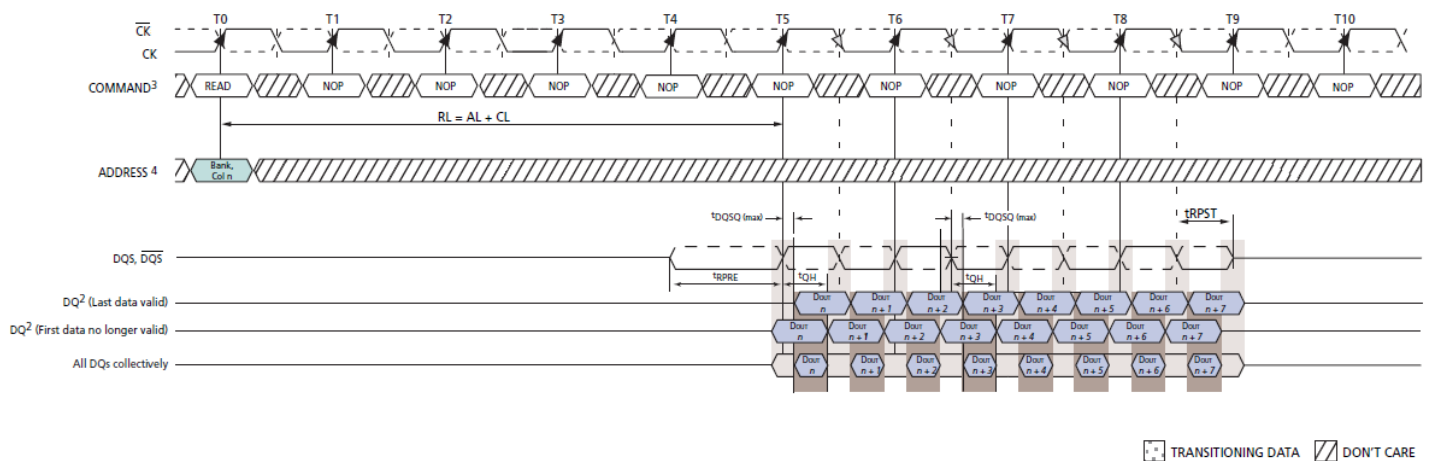 T0 T1 T2 T3 T4 T5 T6 T7 T8 T9 T10
CK
CK
COMMAND3 READ NOP NOP NOP NOP NOP NOP NOP NOP NOP NOP
RL = AL + CL
ADDRESS 4 Bank,
Col n
tDQSQ (max) tDQSQ (max) tRPST
DQS, DQS
tRPRE tQH tQH
DQ2 (Last data valid) DOUT n DOUT n + 1 DOUT n + 2 DOUT n + 3 DOUT n + 4 DOUT n + 5 DOUT n + 6 DOUT n + 7
DQ2 (First data no longer valid) DOUT n DOUT n + 1 DOUT n + 2 DOUT n + 3 DOUT n + 4 DOUT n + 5 DOUT n + 6 DOUT n + 7
All DQs collectively DOUT n DOUT n + 1 DOUT n + 2 DOUT n + 3 DOUT n + 4 DOUT n + 5 DOUT n + 6 DOUT n + 7
TRANSITIONING DATA DON'T CARE